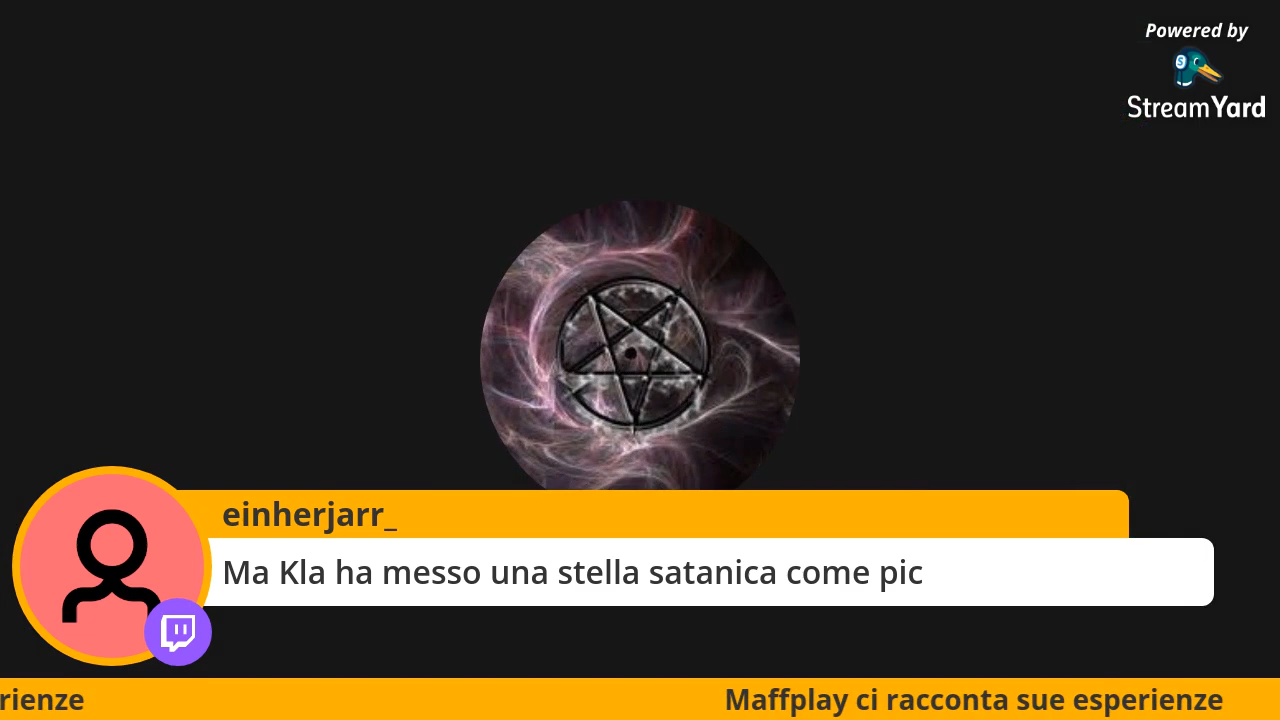 Powered by
StreamYard
einherjarr_
Ma Kla ha messo una stella satanica come pic
rienze
Maffplay ci racconta sue esperienze